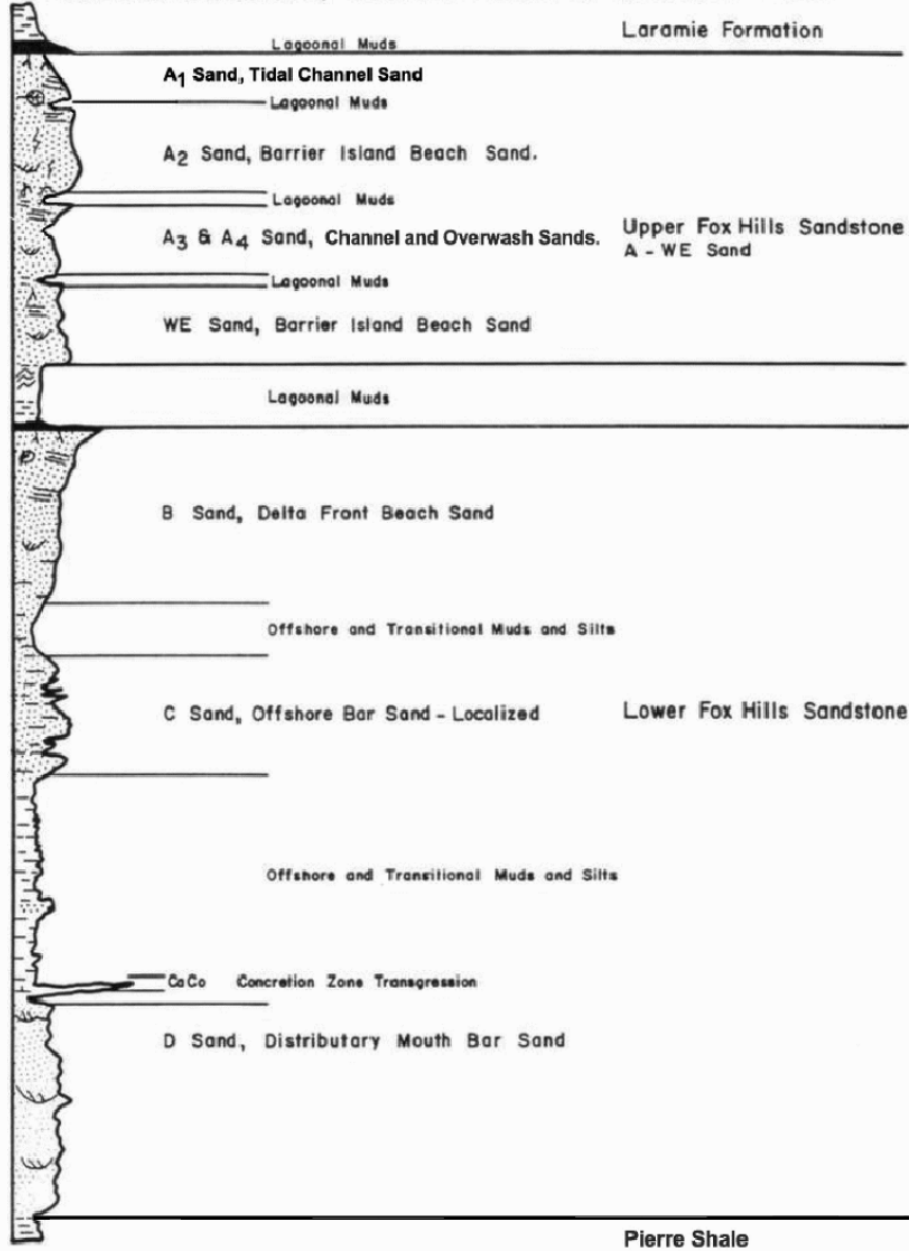 Lagoonal Muds Laramie Formation
A1 Sand, Tidal Channel Sand
Lagoonal Muds
A2 Sand, Barrier Island Beach Sand.
Lagoonal Muds
A3 & A4 Sand, Channel and Overwash Sands. Upper Fox Hills Sandstone
A - WE Sand
Lagoonal Muds
WE Sand, Barrier Island Beach Sand
Lagoonal Muds
B Sand, Delta Front Beach Sand
Offshore and Transitional Muds and Silts
C Sand, Offshore Bar Sand - Localized Lower Fox Hills Sandstone
Offshore and Transitional Muds and Silts
CaCo Concretion Zone Transgression
D Sand, Distributary Mouth Bar Sand
Pierre Shale